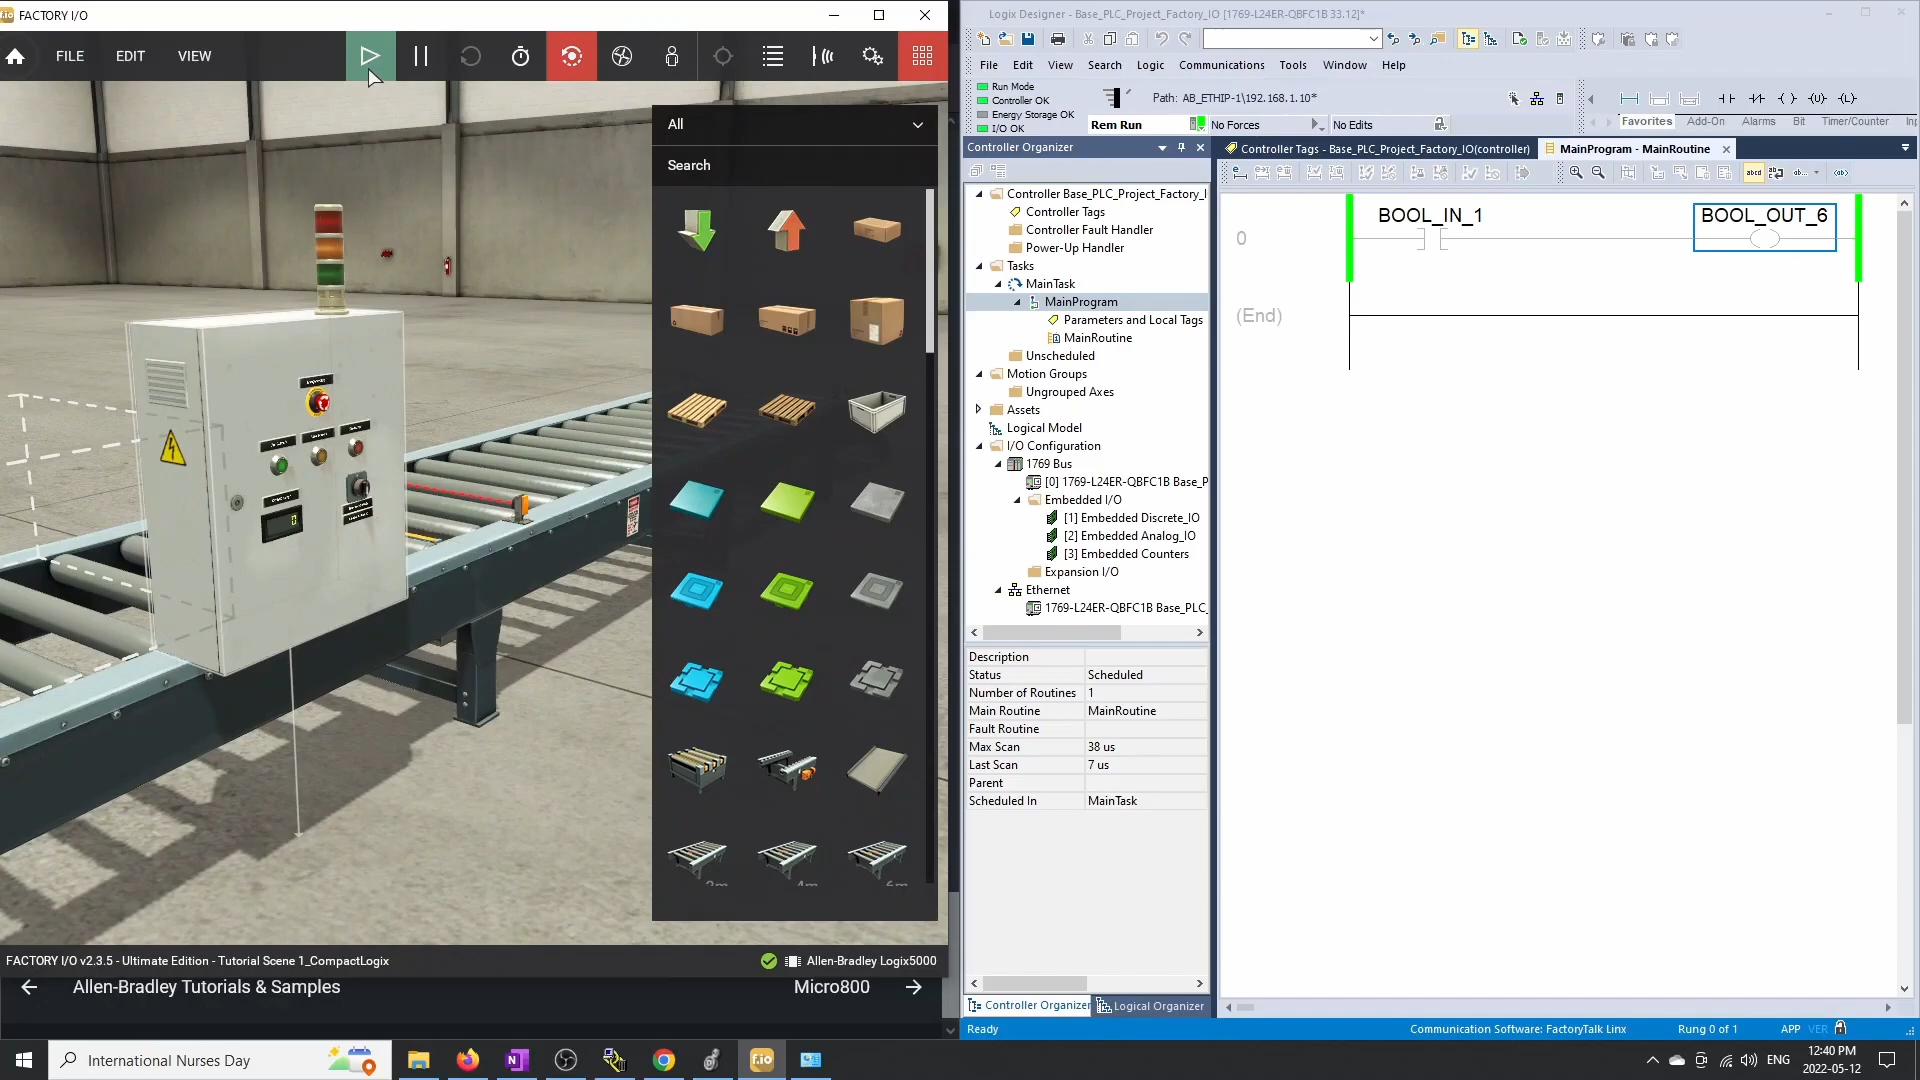 FACTORY I/O
FILE
EDIT
VIEW
All
Search
2m
4m
6m
FACTORY I/O v2.3.5 - Ultimate Edition - Tutorial Scene 1_CompactLogix
Allen-Bradley Logix5000
Allen-Bradley Tutorials & Samples
Micro800
Logix Designer - Base_PLC_Project_Factory_IO [1769-L24ER-QBFC1B 33.12]*
File
Edit
View
Search
Logic
Communications
Tools
Window
Help
Run Mode
Controller OK
Energy Storage OK
I/O OK
Path: AB_ETHIP-1\192.168.1.10*
Rem Run
No Forces
No Edits
Favorites
Add-On
Alarms
Bit
Timer/Counter
Controller Organizer
Controller Tags - Base_PLC_Project_Factory_IO(controller)
MainProgram - MainRoutine
Controller Base_PLC_Project_Factory_I
Controller Tags
Controller Fault Handler
Power-Up Handler
Tasks
MainTask
MainProgram
Parameters and Local Tags
MainRoutine
Unscheduled
Motion Groups
Ungrouped Axes
Assets
Logical Model
I/O Configuration
1769 Bus
[0] 1769-L24ER-QBFC1B Base_P
Embedded I/O
[1] Embedded Discrete_IO
[2] Embedded Analog_IO
[3] Embedded Counters
Expansion I/O
Ethernet
1769-L24ER-QBFC1B Base_PLC_
Description
Status Scheduled
Number of Routines 1
Main Routine MainRoutine
Fault Routine
Max Scan 38 us
Last Scan 7 us
Parent
Scheduled In MainTask
Controller Organizer
Logical Organizer
BOOL_IN_1
BOOL_OUT_6
0
(End)
Ready
Communication Software: FactoryTalk Linx
Rung 0 of 1
APP
VER
International Nurses Day
ENG
12:40 PM
2022-05-12